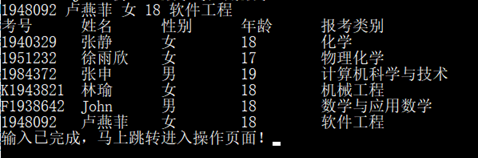 1948092 卢燕菲 女 18 软件工程
考号 姓名 性别 年龄 报考类别
1940329 张静 女 18 化学
1951232 徐雨欣 女 17 物理化学
1984372 张申 男 19 计算机科学与技术
K1943821 林瑜 女 18 机械工程
F1938642 John 男 18 数学与应用数学
1948092 卢燕菲 女 18 软件工程
输入已完成，马上跳转进入操作页面！